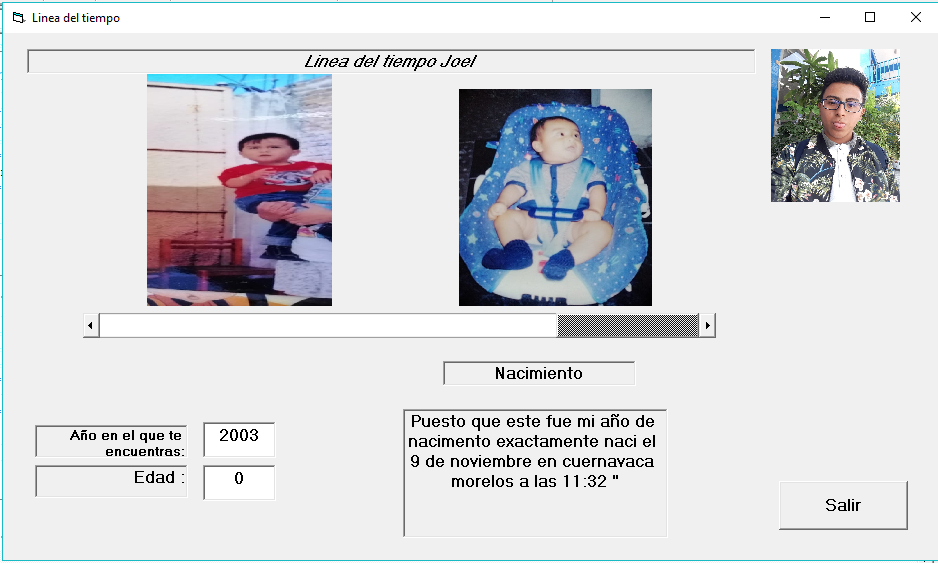 Linea del tiempo
Linea del tiempo Joel
Nacimiento
Año en el que te
encuentras:
2003
Edad :
0
Puesto que este fue mi año de
nacimento exactamente naci el
9 de noviembre en cuernavaca
morelos a las 11:32 "
Salir